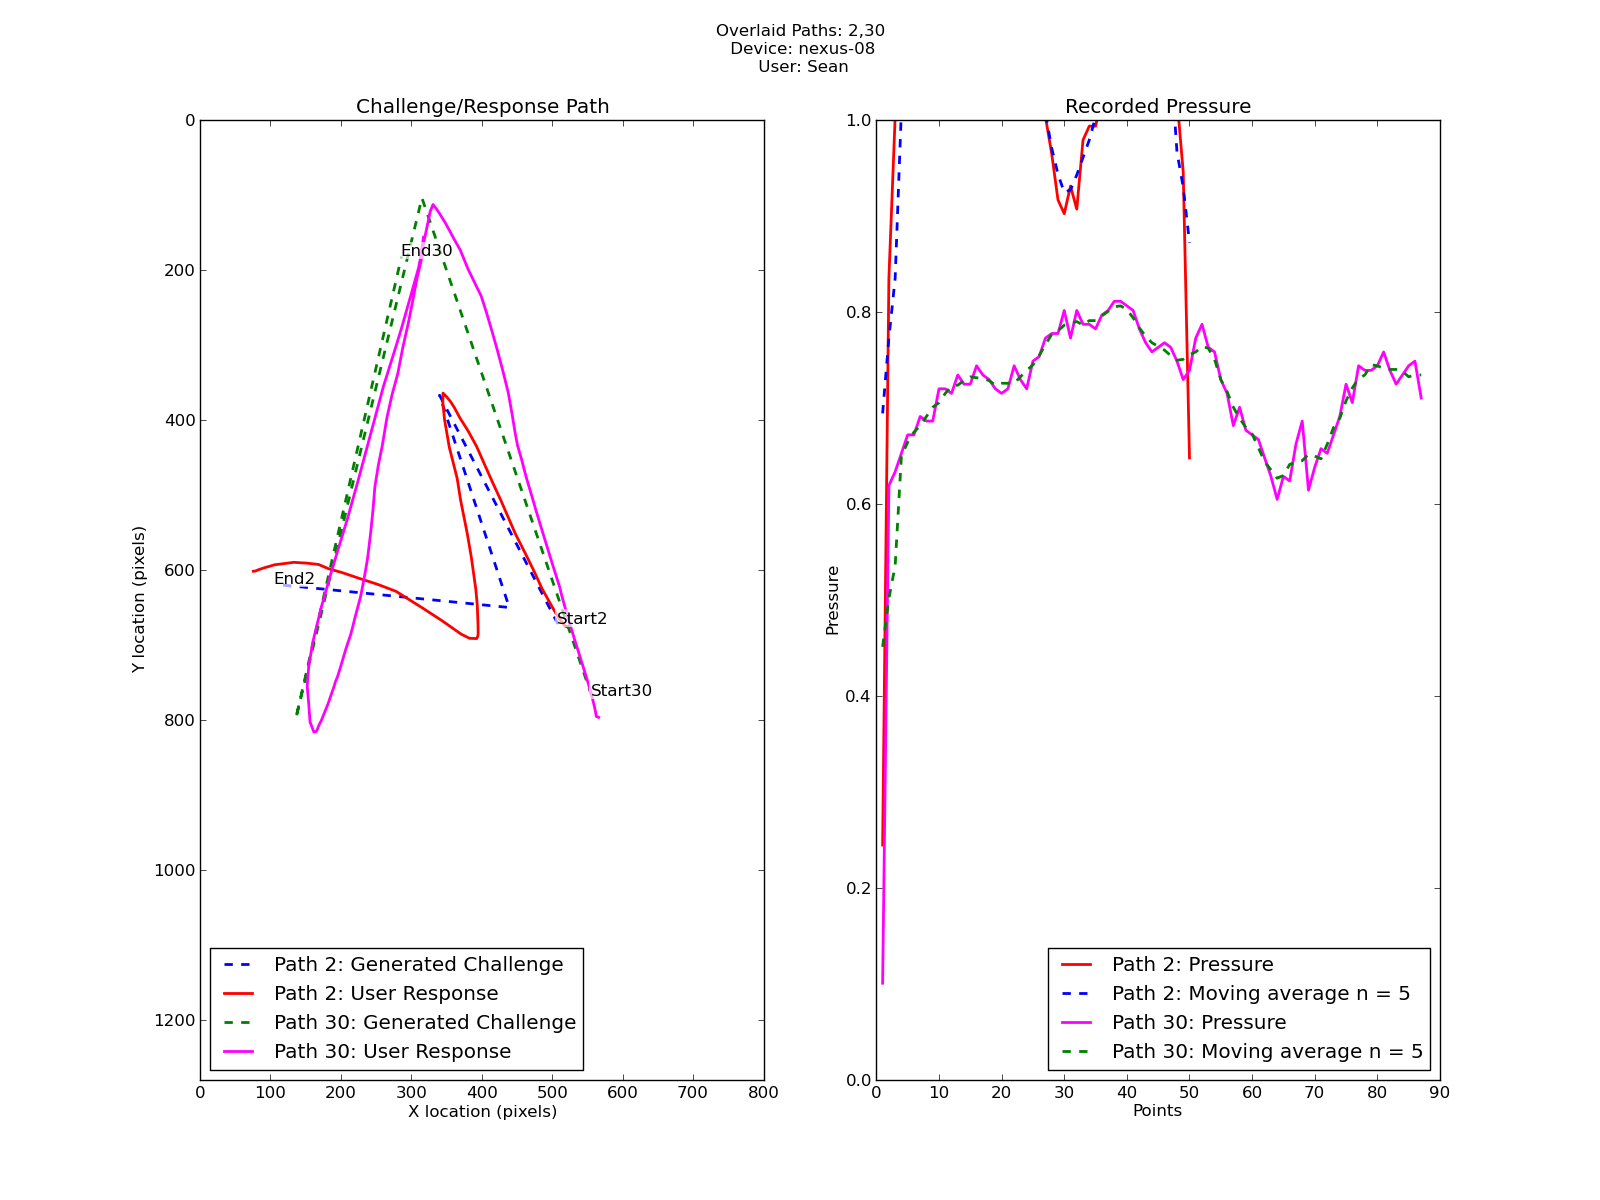 Overlaid Paths: 2,30
Device: nexus-08
User: Sean
Challenge/Response Path
0
200
400
600
800
1000
1200
Y location (pixels)
End30
End2
Start2
Start30
Path 2: Generated Challenge
Path 2: User Response
Path 30: Generated Challenge
Path 30: User Response
0 100 200 300 400 500 600 700 800
X location (pixels)
Recorded Pressure
1.0
0.8
0.6
0.4
0.2
0.0
Pressure
Path 2: Pressure
Path 2: Moving average n = 5
Path 30: Pressure
Path 30: Moving average n = 5
0 10 20 30 40 50 60 70 80 90
Points